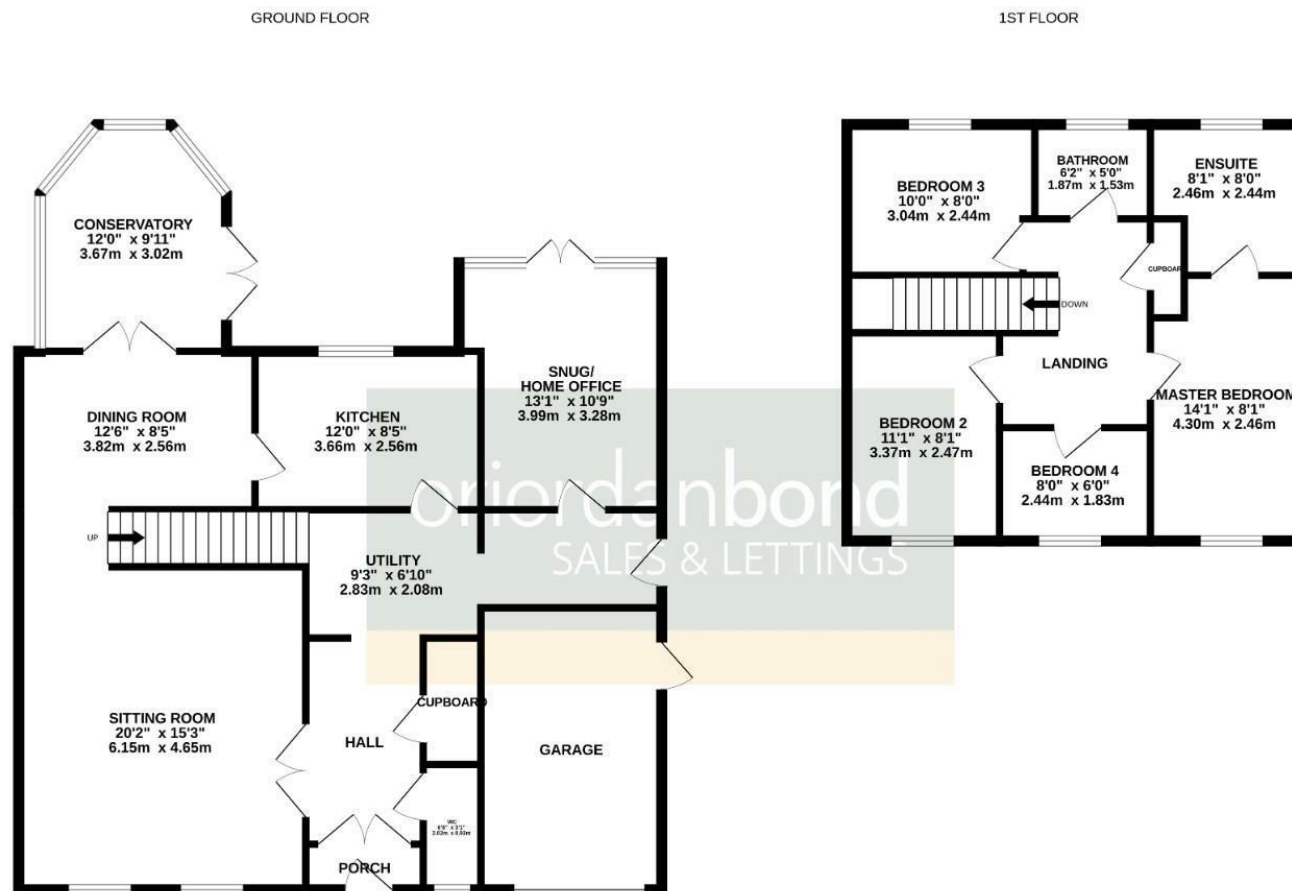 GROUND FLOOR
1ST FLOOR
CONSERVATORY
12'0" x 9'11"
3.67m x 3.02m
DINING ROOM
12'6" x 8'5"
3.82m x 2.56m
KITCHEN
12'0" x 8'5"
3.66m x 2.56m
SNUG/
HOME OFFICE
13'1" x 10'9"
3.99m x 3.28m
UP
UTILITY
9'3" x 6'10"
2.83m x 2.08m
SITTING ROOM
20'2" x 15'3"
6.15m x 4.65m
HALL
CUPBOARD
GARAGE
WC
PORCH
BEDROOM 3
10'0" x 8'0"
3.04m x 2.44m
BATHROOM
6'2" x 5'0"
1.87m x 1.53m
ENSUITE
8'1" x 8'0"
2.46m x 2.44m
CUPBOARD
DOWN
LANDING
BEDROOM 2
11'1" x 8'1"
3.37m x 2.47m
MASTER BEDROOM
14'1" x 8'1"
4.30m x 2.46m
BEDROOM 4
8'0" x 6'0"
2.44m x 1.83m
oriordanbond
SALES & LETTINGS